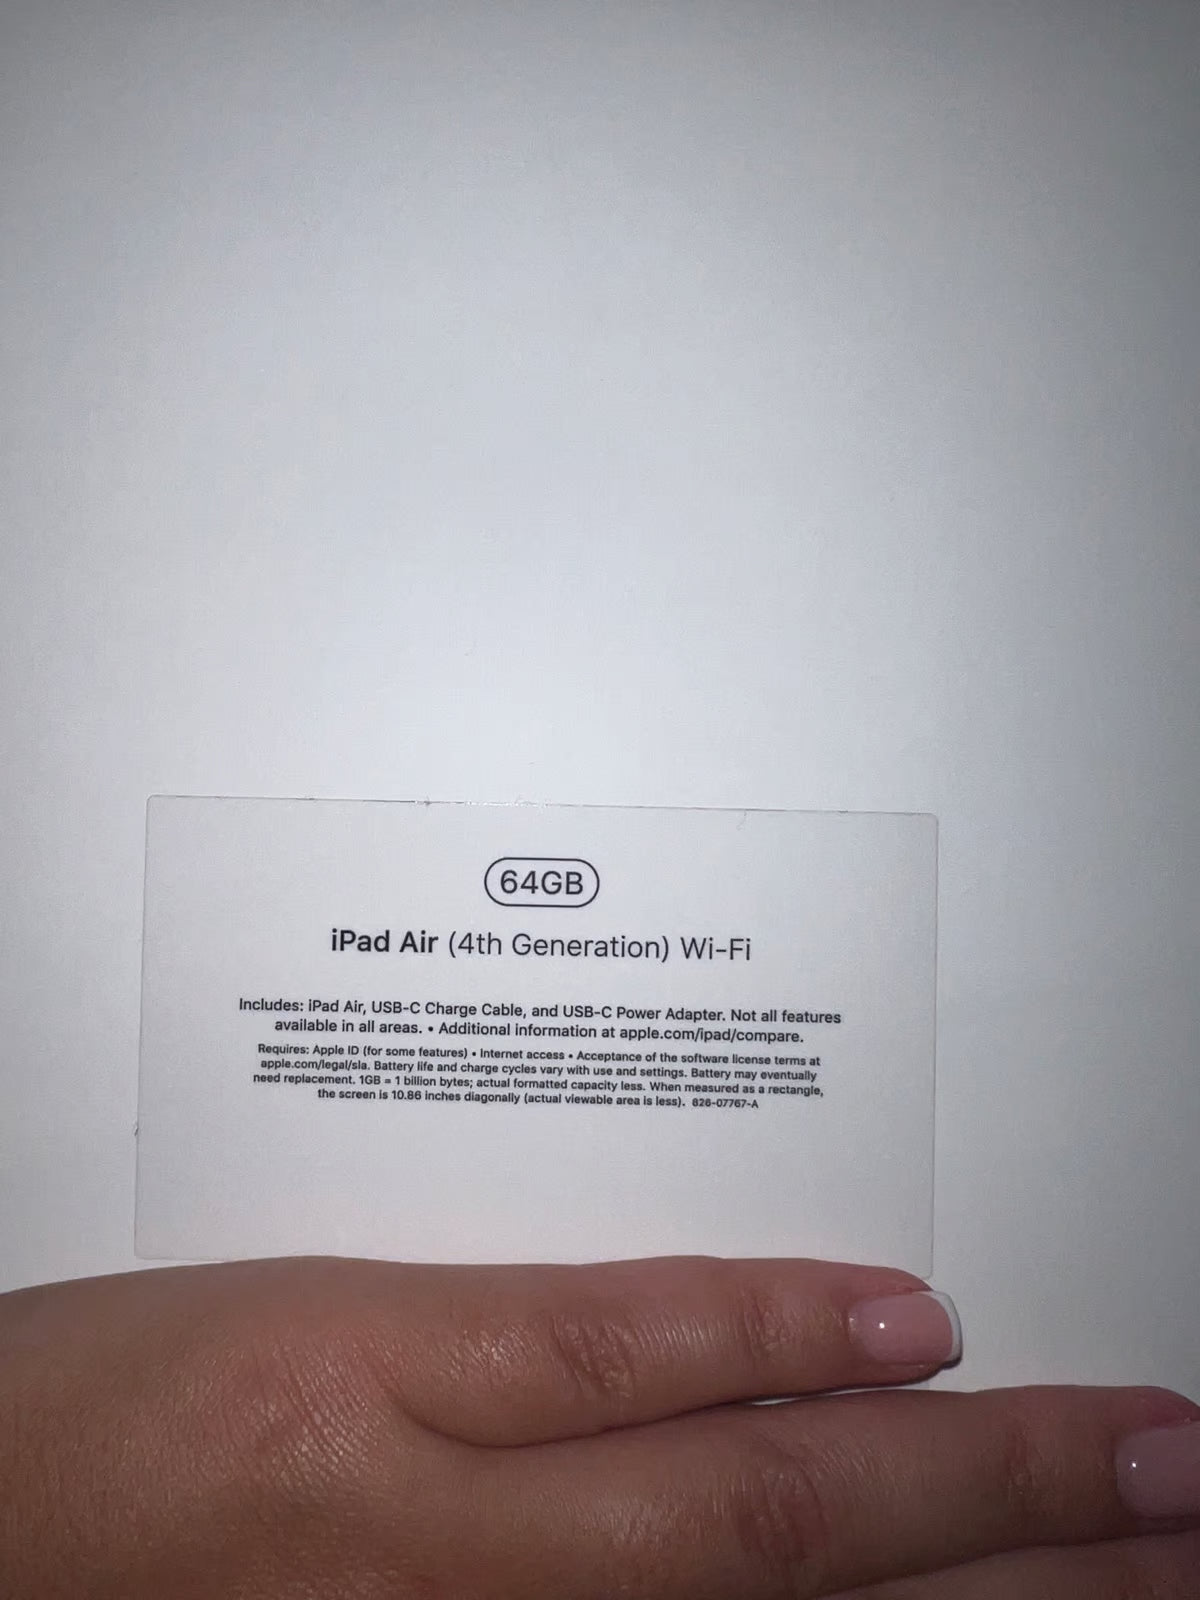 64GB
iPad Air (4th Generation) Wi-Fi
Includes: iPad Air, USB-C Charge Cable, and USB-C Power Adapter. Not all features
available in all areas. • Additional information at apple.com/ipad/compare.
Requires: Apple ID (for some features) • Internet access • Acceptance of the software license terms at
apple.com/legal/sla. Battery life and charge cycles vary with use and settings. Battery may eventually
need replacement. 1GB = 1 billion bytes; actual formatted capacity less. When measured as a rectangle,
the screen is 10.86 inches diagonally (actual viewable area is less). 826-07767-A